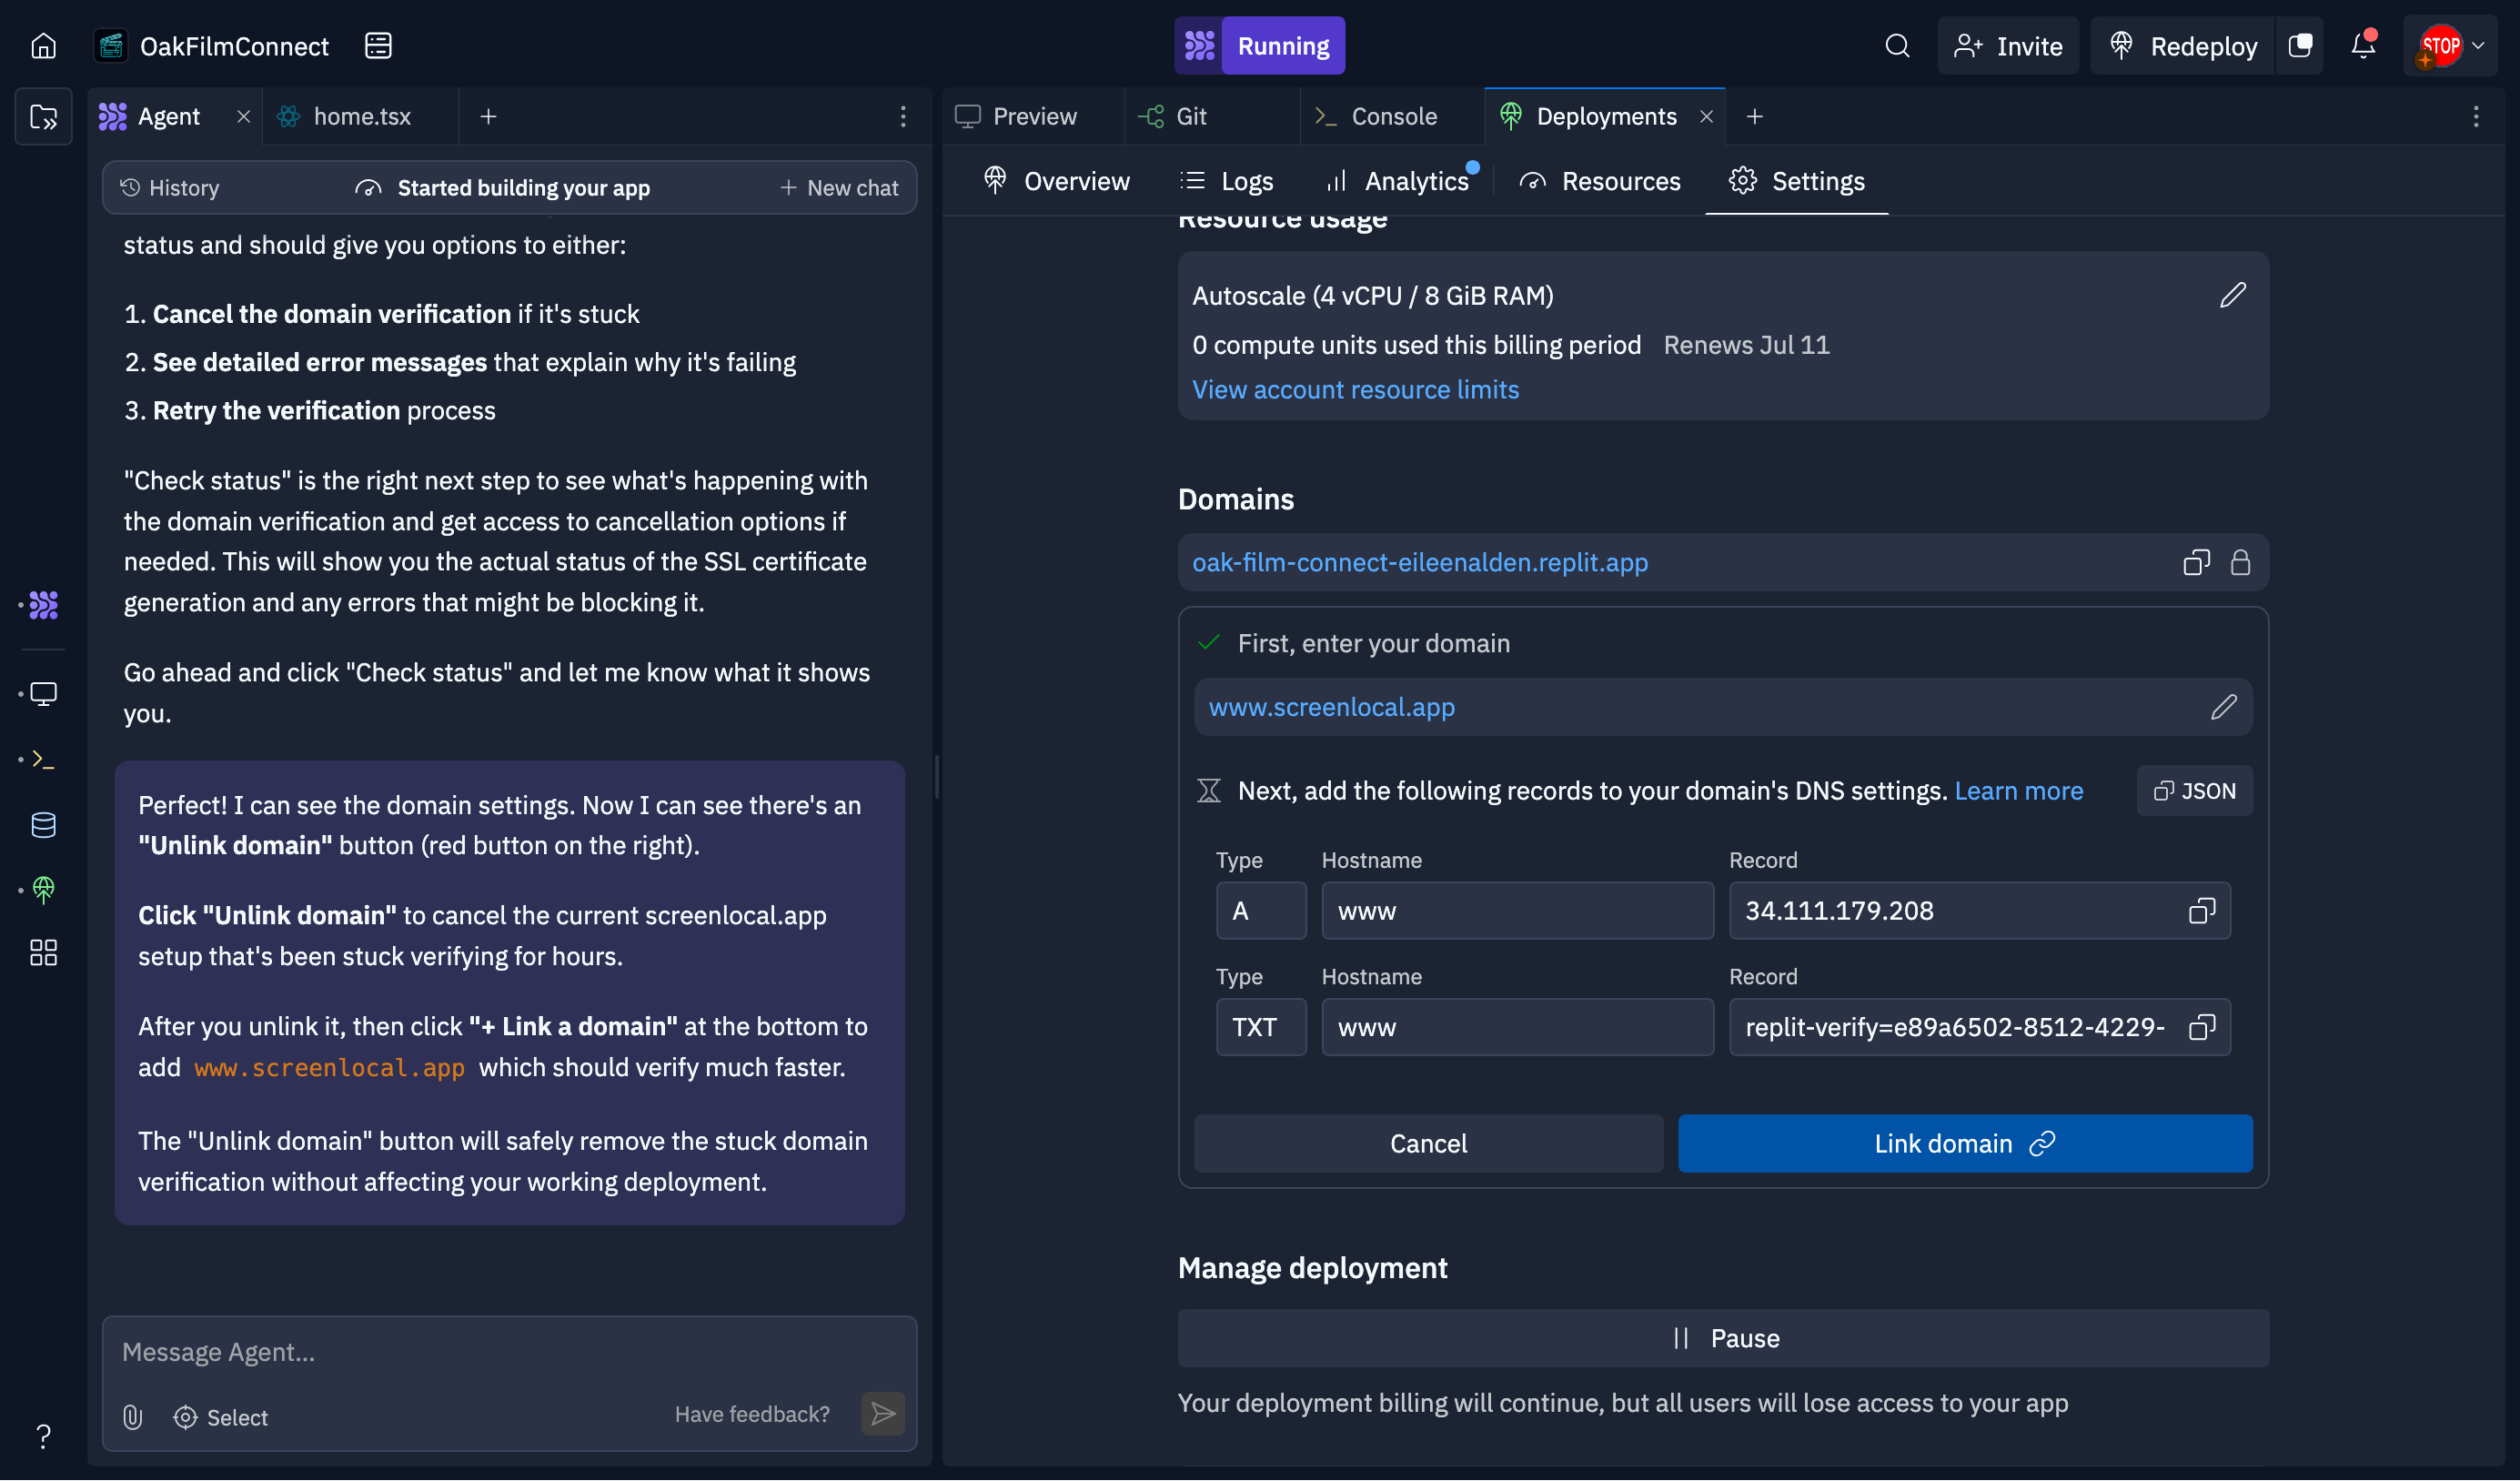 OakFilmConnect
Running
Invite
Redeploy
STOP
Agent
home.tsx
Preview
Git
Console
Deployments
History
Started building your app
New chat
status and should give you options to either:
1. Cancel the domain verification if it's stuck
2. See detailed error messages that explain why it's failing
3. Retry the verification process
"Check status" is the right next step to see what's happening with
the domain verification and get access to cancellation options if
needed. This will show you the actual status of the SSL certificate
generation and any errors that might be blocking it.
Go ahead and click "Check status" and let me know what it shows
you.
Perfect! I can see the domain settings. Now I can see there's an
"Unlink domain" button (red button on the right).
Click "Unlink domain" to cancel the current screenlocal.app
setup that's been stuck verifying for hours.
After you unlink it, then click "+ Link a domain" at the bottom to
add www.screenlocal.app which should verify much faster.
The "Unlink domain" button will safely remove the stuck domain
verification without affecting your working deployment.
Message Agent...
Select
Have feedback?
?
Overview
Logs
Analytics
Resources
Settings
Resource usage
Autoscale (4 vCPU / 8 GiB RAM)
0 compute units used this billing period Renews Jul 11
View account resource limits
Domains
oak-film-connect-eileenalden.replit.app
First, enter your domain
www.screenlocal.app
Next, add the following records to your domain's DNS settings. Learn more
JSON
Type Hostname Record
A www 34.111.179.208
Type Hostname Record
TXT www replit-verify=e89a6502-8512-4229-
Cancel
Link domain
Manage deployment
Pause
Your deployment billing will continue, but all users will lose access to your app